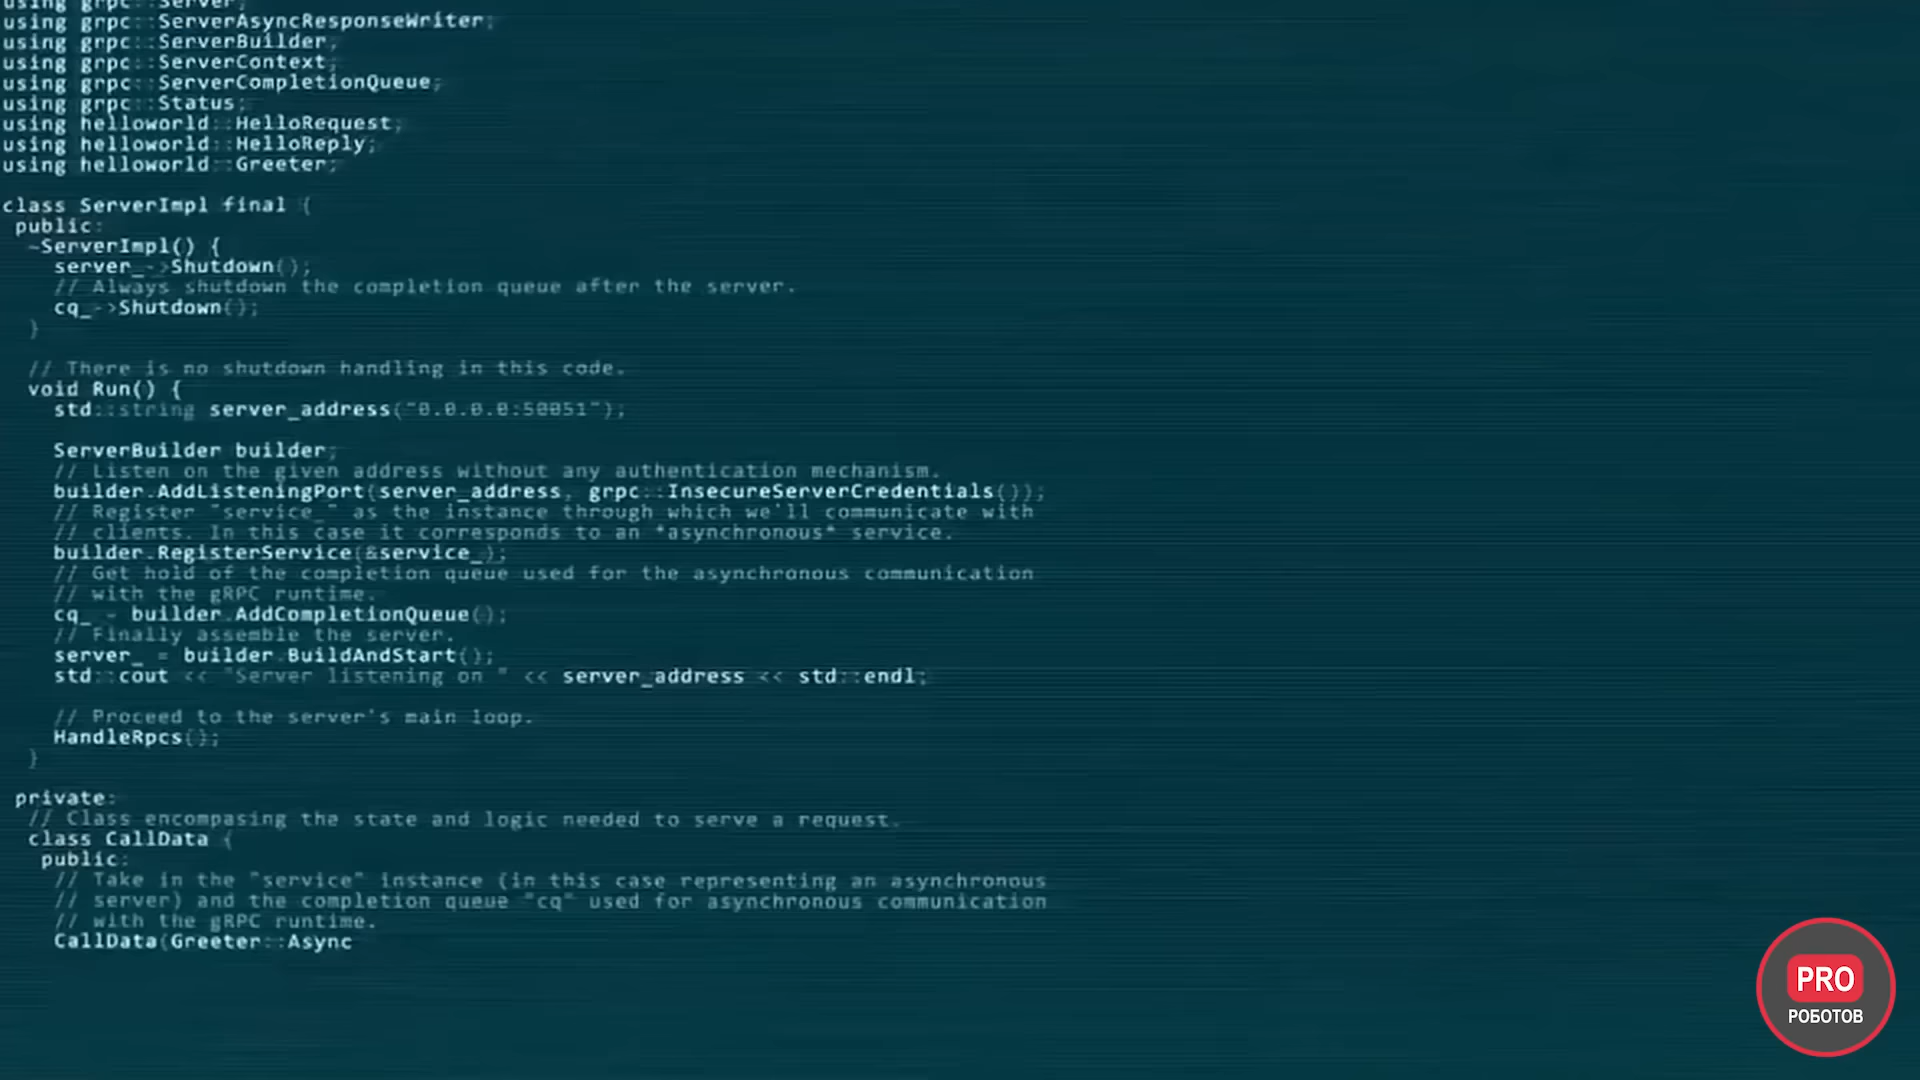 using grpc::Server;
using grpc::ServerAsyncResponseWriter;
using grpc::ServerBuilder;
using grpc::ServerContext;
using grpc::ServerCompletionQueue;
using grpc::Status;
using helloworld::HelloRequest;
using helloworld::HelloReply;
using helloworld::Greeter;
class ServerImpl final {
public:
~ServerImpl() {
server_->Shutdown();
// Always shutdown the completion queue after the server.
cq_->Shutdown();
}
// There is no shutdown handling in this code.
void Run() {
std::string server_address("0.0.0.0:50051");
ServerBuilder builder;
// Listen on the given address without any authentication mechanism.
builder.AddListeningPort(server_address, grpc::InsecureServerCredentials());
// Register "service_" as the instance through which we'll communicate with
// clients. In this case it corresponds to an *asynchronous* service.
builder.RegisterService(&service_);
// Get hold of the completion queue used for the asynchronous communication
// with the gRPC runtime.
cq_ = builder.AddCompletionQueue();
// Finally assemble the server.
server_ = builder.BuildAndStart();
std::cout << "Server listening on " << server_address << std::endl;
// Proceed to the server's main loop.
HandleRpcs();
}
private:
// Class encompasing the state and logic needed to serve a request.
class CallData {
public:
// Take in the "service" instance (in this case representing an asynchronous
// server) and the completion queue "cq" used for asynchronous communication
// with the gRPC runtime.
CallData(Greeter::Async
PRO
РОБОТОВ